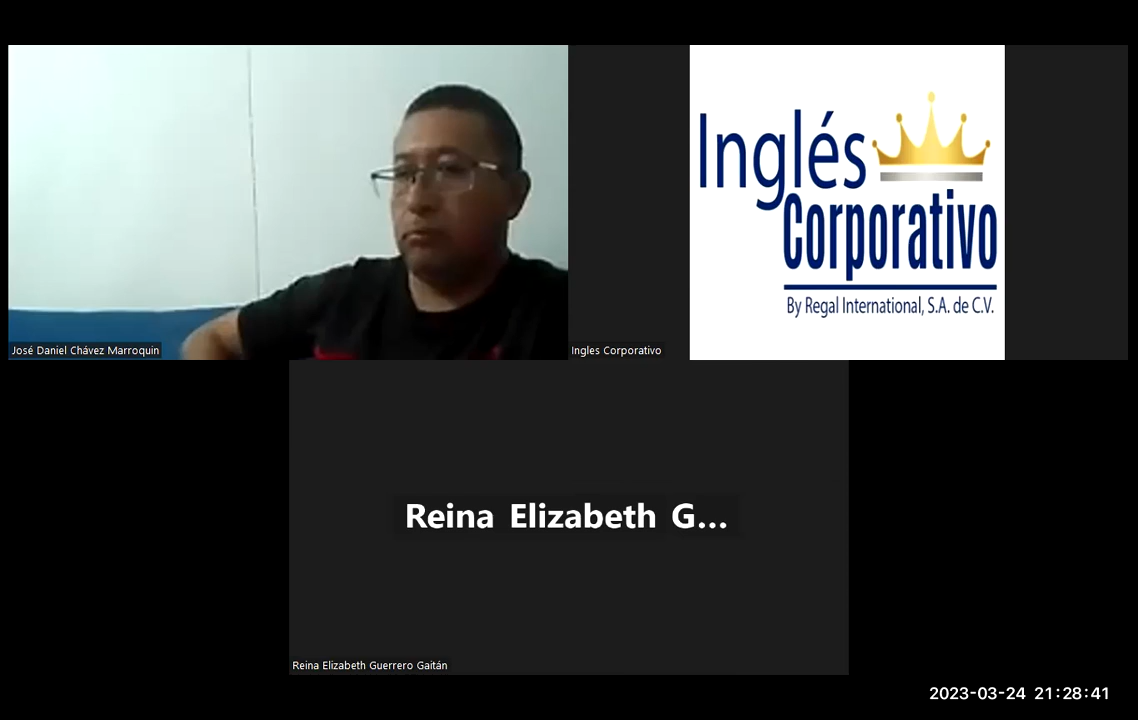 Inglés
Corporativo
By Regal International, S.A. de C.V.
José Daniel Chávez Marroquin
Ingles Corporativo
Reina Elizabeth G...
Reina Elizabeth Guerrero Gaitán
2023-03-24 21:28:41